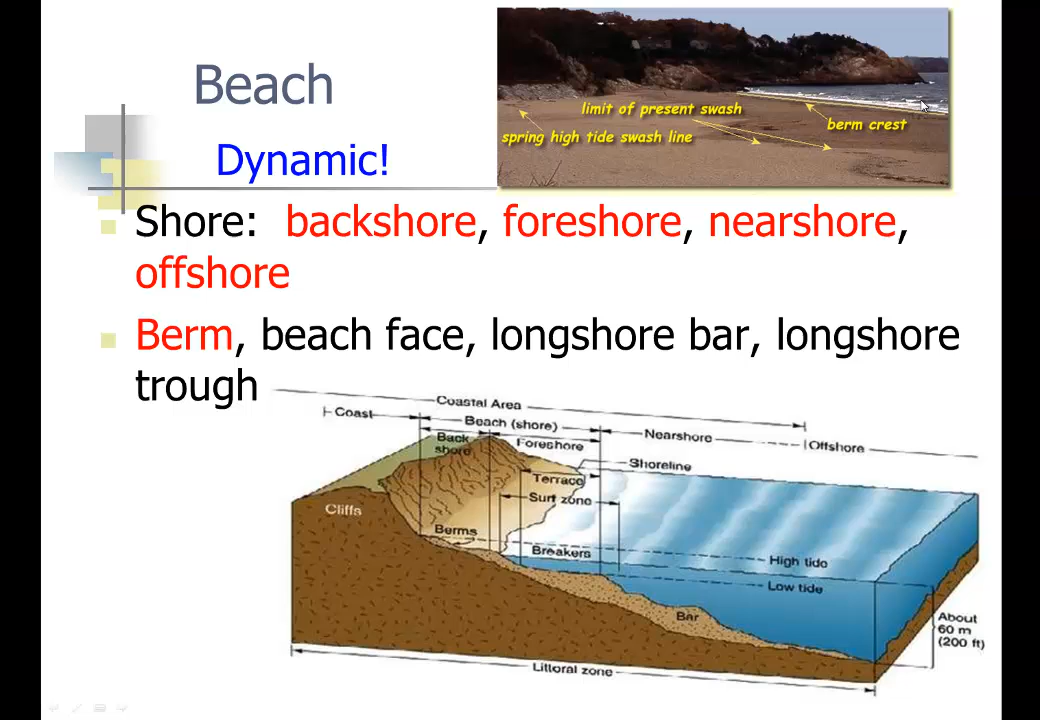 Beach
limit of present swash
berm crest
spring high tide swash line
Dynamic!
Shore: backshore, foreshore, nearshore,
offshore
Berm, beach face, longshore bar, longshore
trough
Coastal Area
Coast
Beach (shore)
Nearshore
Offshore
Back
shore
Foreshore
Shoreline
Terrace
Surf zone
Cliffs
Berms
Breakers
High tide
Low tide
Bar
About
60 m
(200 ft)
Littoral zone